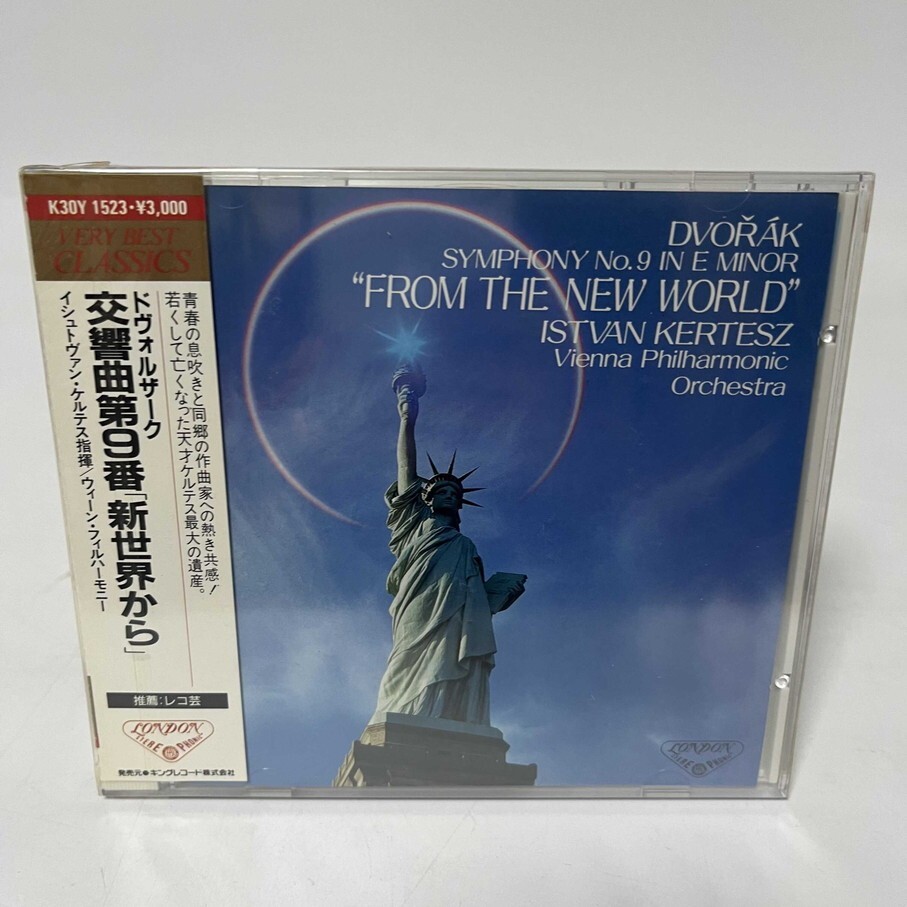 K30Y 1523・¥3,000
VERY BEST
CLASSICS
青春の息吹きと同郷の作曲家への熱き共感!
若くして亡くなった天才ケルテス最大の遺産。
ドヴォルザーク
交響曲第9番「新世界から」
イシュトヴァン・ケルテス指揮/ウィーン・フィルハーモニー
推薦:レコ芸
LONDON
STEREO PHONIC
発売元●キングレコード株式会社
DVOŘÁK
SYMPHONY No.9 IN E MINOR
"FROM THE NEW WORLD"
ISTVAN KERTESZ
Vienna Philharmonic
Orchestra
LONDON
STEREO PHONIC